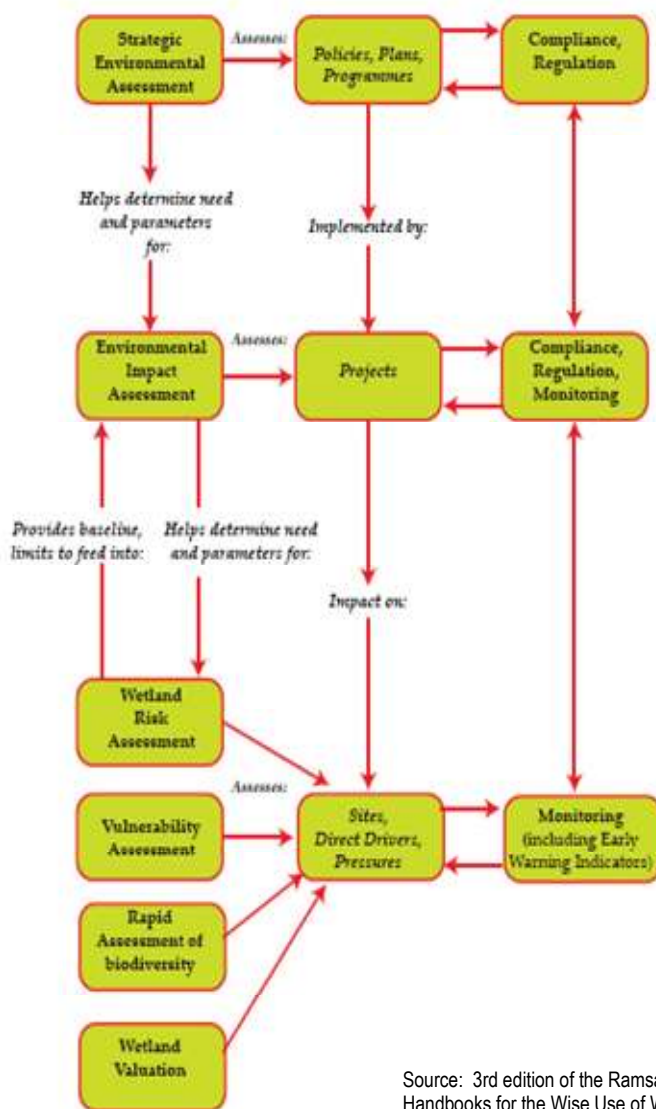 Strategic
Environmental
Assessment
Assesses:
Policies, Plans,
Programmes
Compliance,
Regulation
Helps determine need
and parameters
for:
Implemented by:
Environmental
Impact
Assessment
Assesses:
Projects
Compliance,
Regulation,
Monitoring
Provides baseline,
limits to feed into:
Helps determine need
and parameters for:
Impact on:
Wetland
Risk
Assessment
Assesses:
Vulnerability
Assessment
Sites,
Direct Drivers,
Pressures
Monitoring
(including Early
Warning Indicators)
Rapid
Assessment of
biodiversity
Wetland
Valuation
Source: 3rd edition of the Ramsa
Handbooks for the Wise Use of W